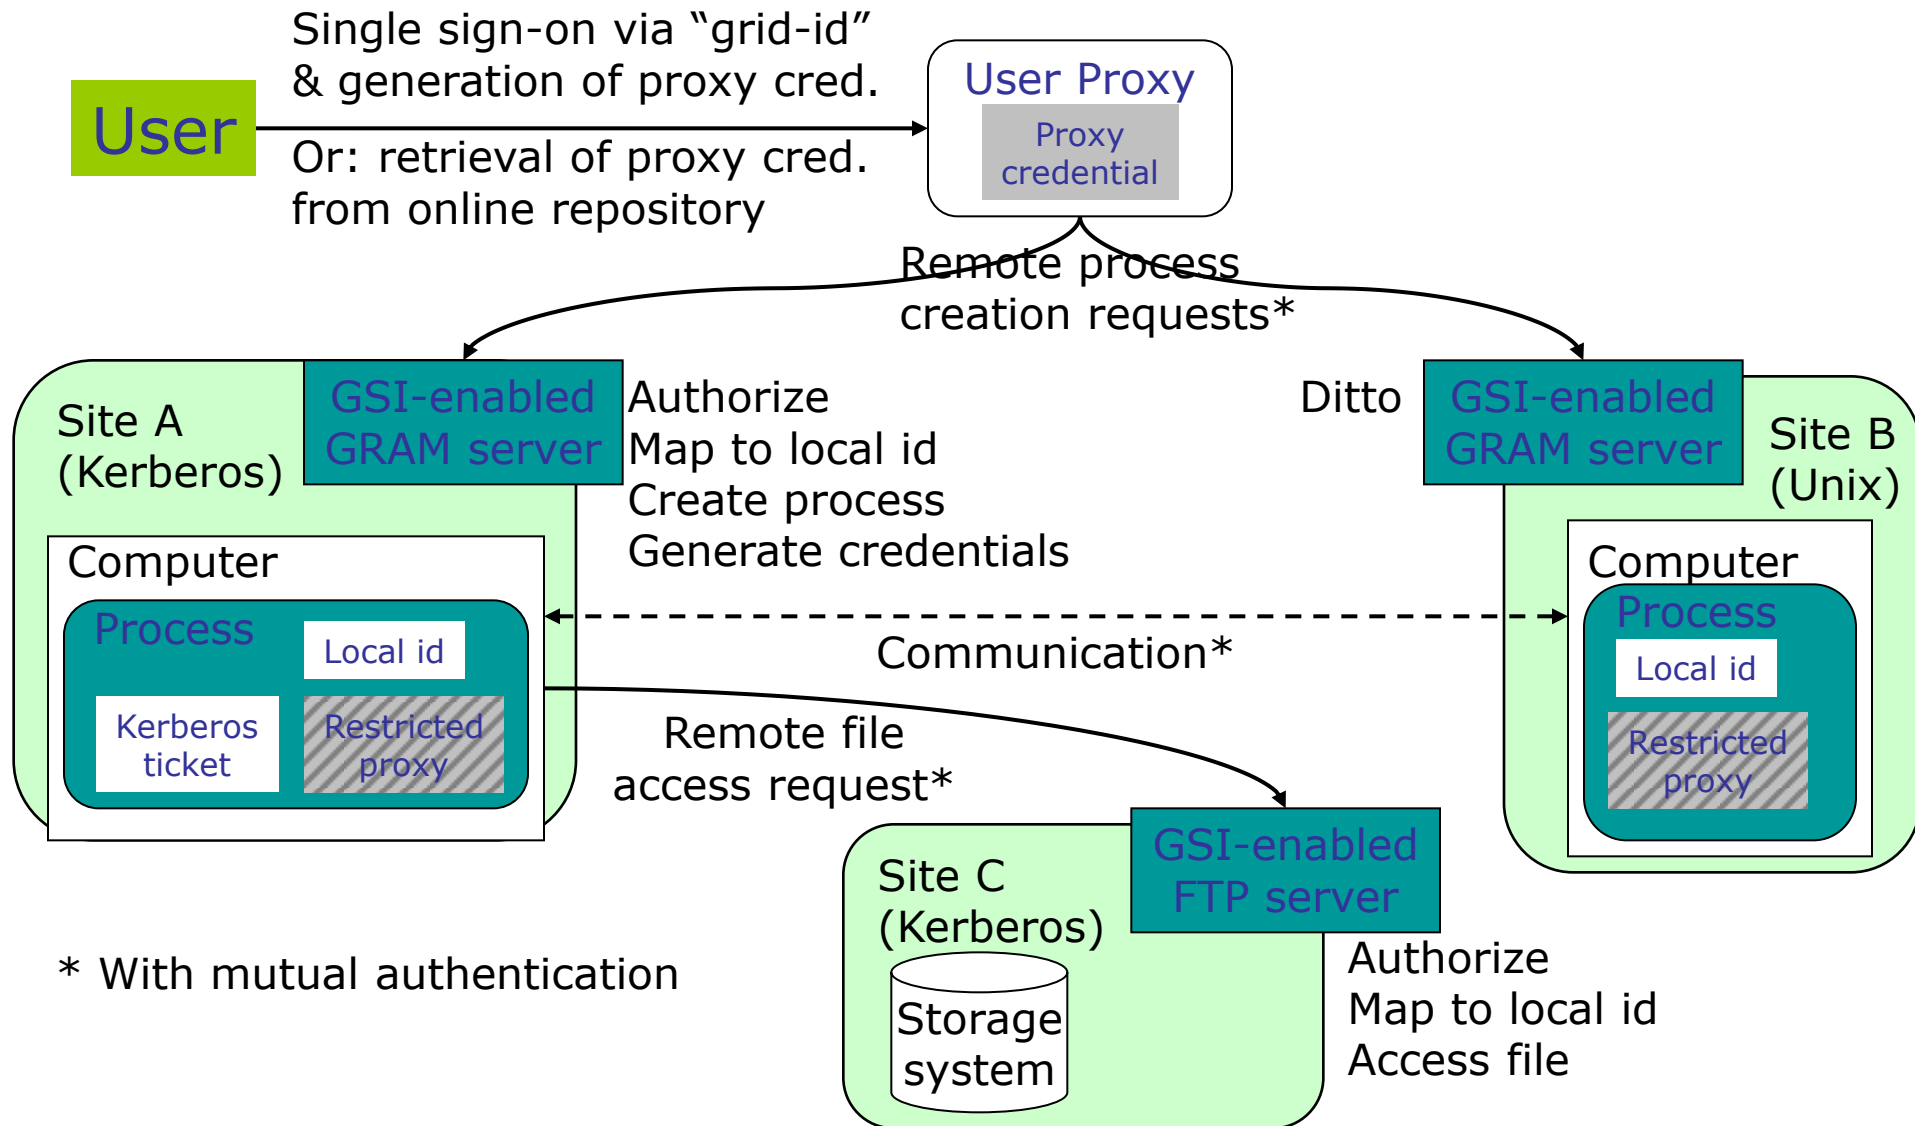 Single sign-on via “grid-id”
& generation of proxy cred.
User
Or: retrieval of proxy cred.
from online repository
User Proxy
Proxy
credential
Remote process
creation requests*
Site A
(Kerberos)
GSI-enabled
GRAM server
Authorize
Map to local id
Create process
Generate credentials
Ditto
GSI-enabled
GRAM server
Site B
(Unix)
Computer
Process
Local id
Kerberos
ticket
Restricted
proxy
Communication*
Computer
Process
Local id
Restricted
proxy
Remote file
access request*
Site C
(Kerberos)
GSI-enabled
FTP server
Storage
system
Authorize
Map to local id
Access file
* With mutual authentication